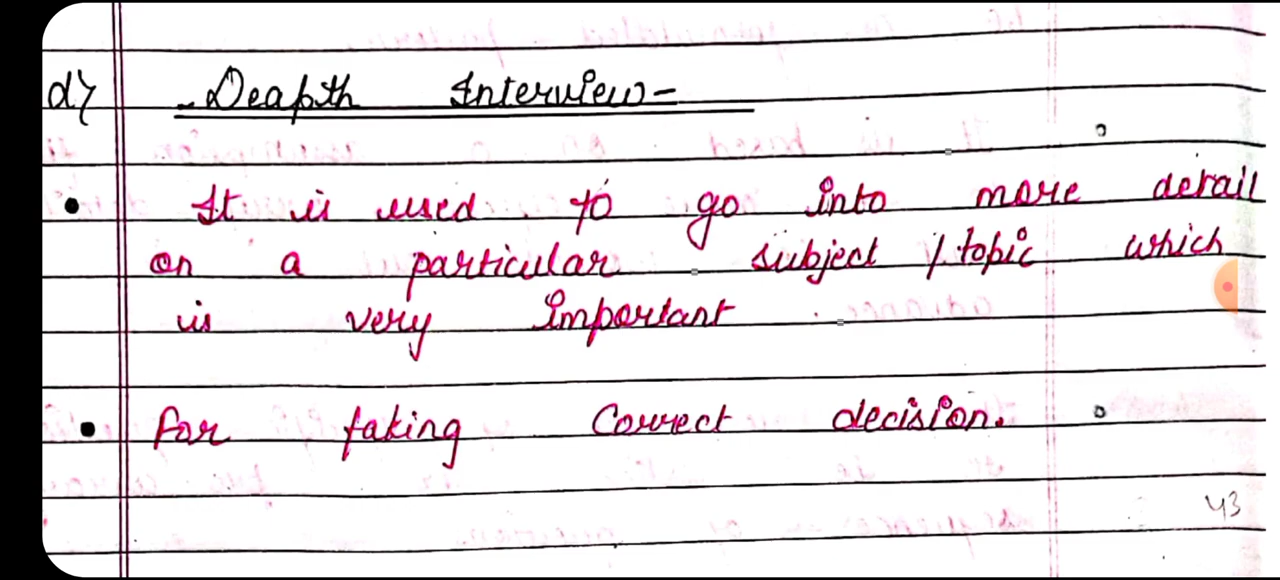 d) - Deapth Interview -
• It is used to go into more detail
on a particular subject / topic which
is very important
• For taking Correct decision.
43